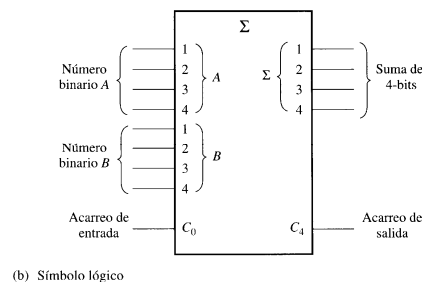 Σ
Número
binario A
1
2
3
4
A
Σ
1
2
3
4
Suma de
4-bits
Número
binario B
1
2
3
4
B
Acarreo de
entrada
C₀
C₄
Acarreo de
salida
(b) Símbolo lógico